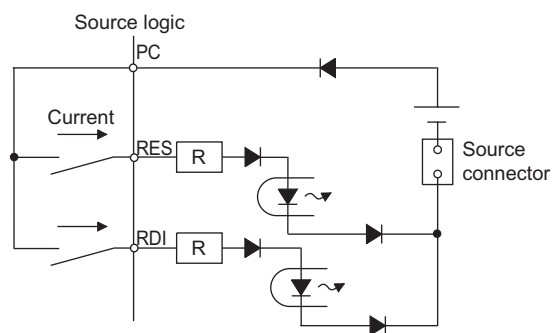 Source logic
PC
Current
RES
R
Source
connector
RDI
R